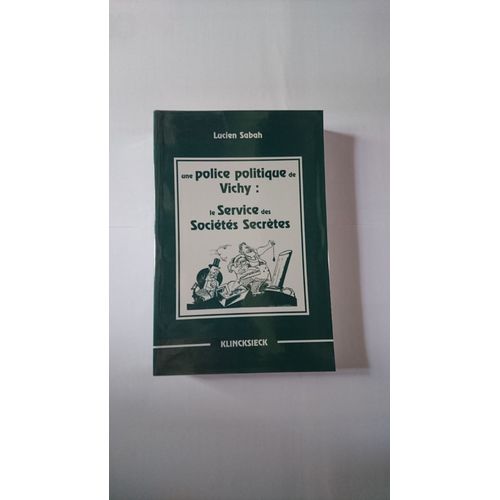 Lucien Sabah
une police politique de
Vichy :
le Service des
Sociétés Secrètes
KLINCKSIECK